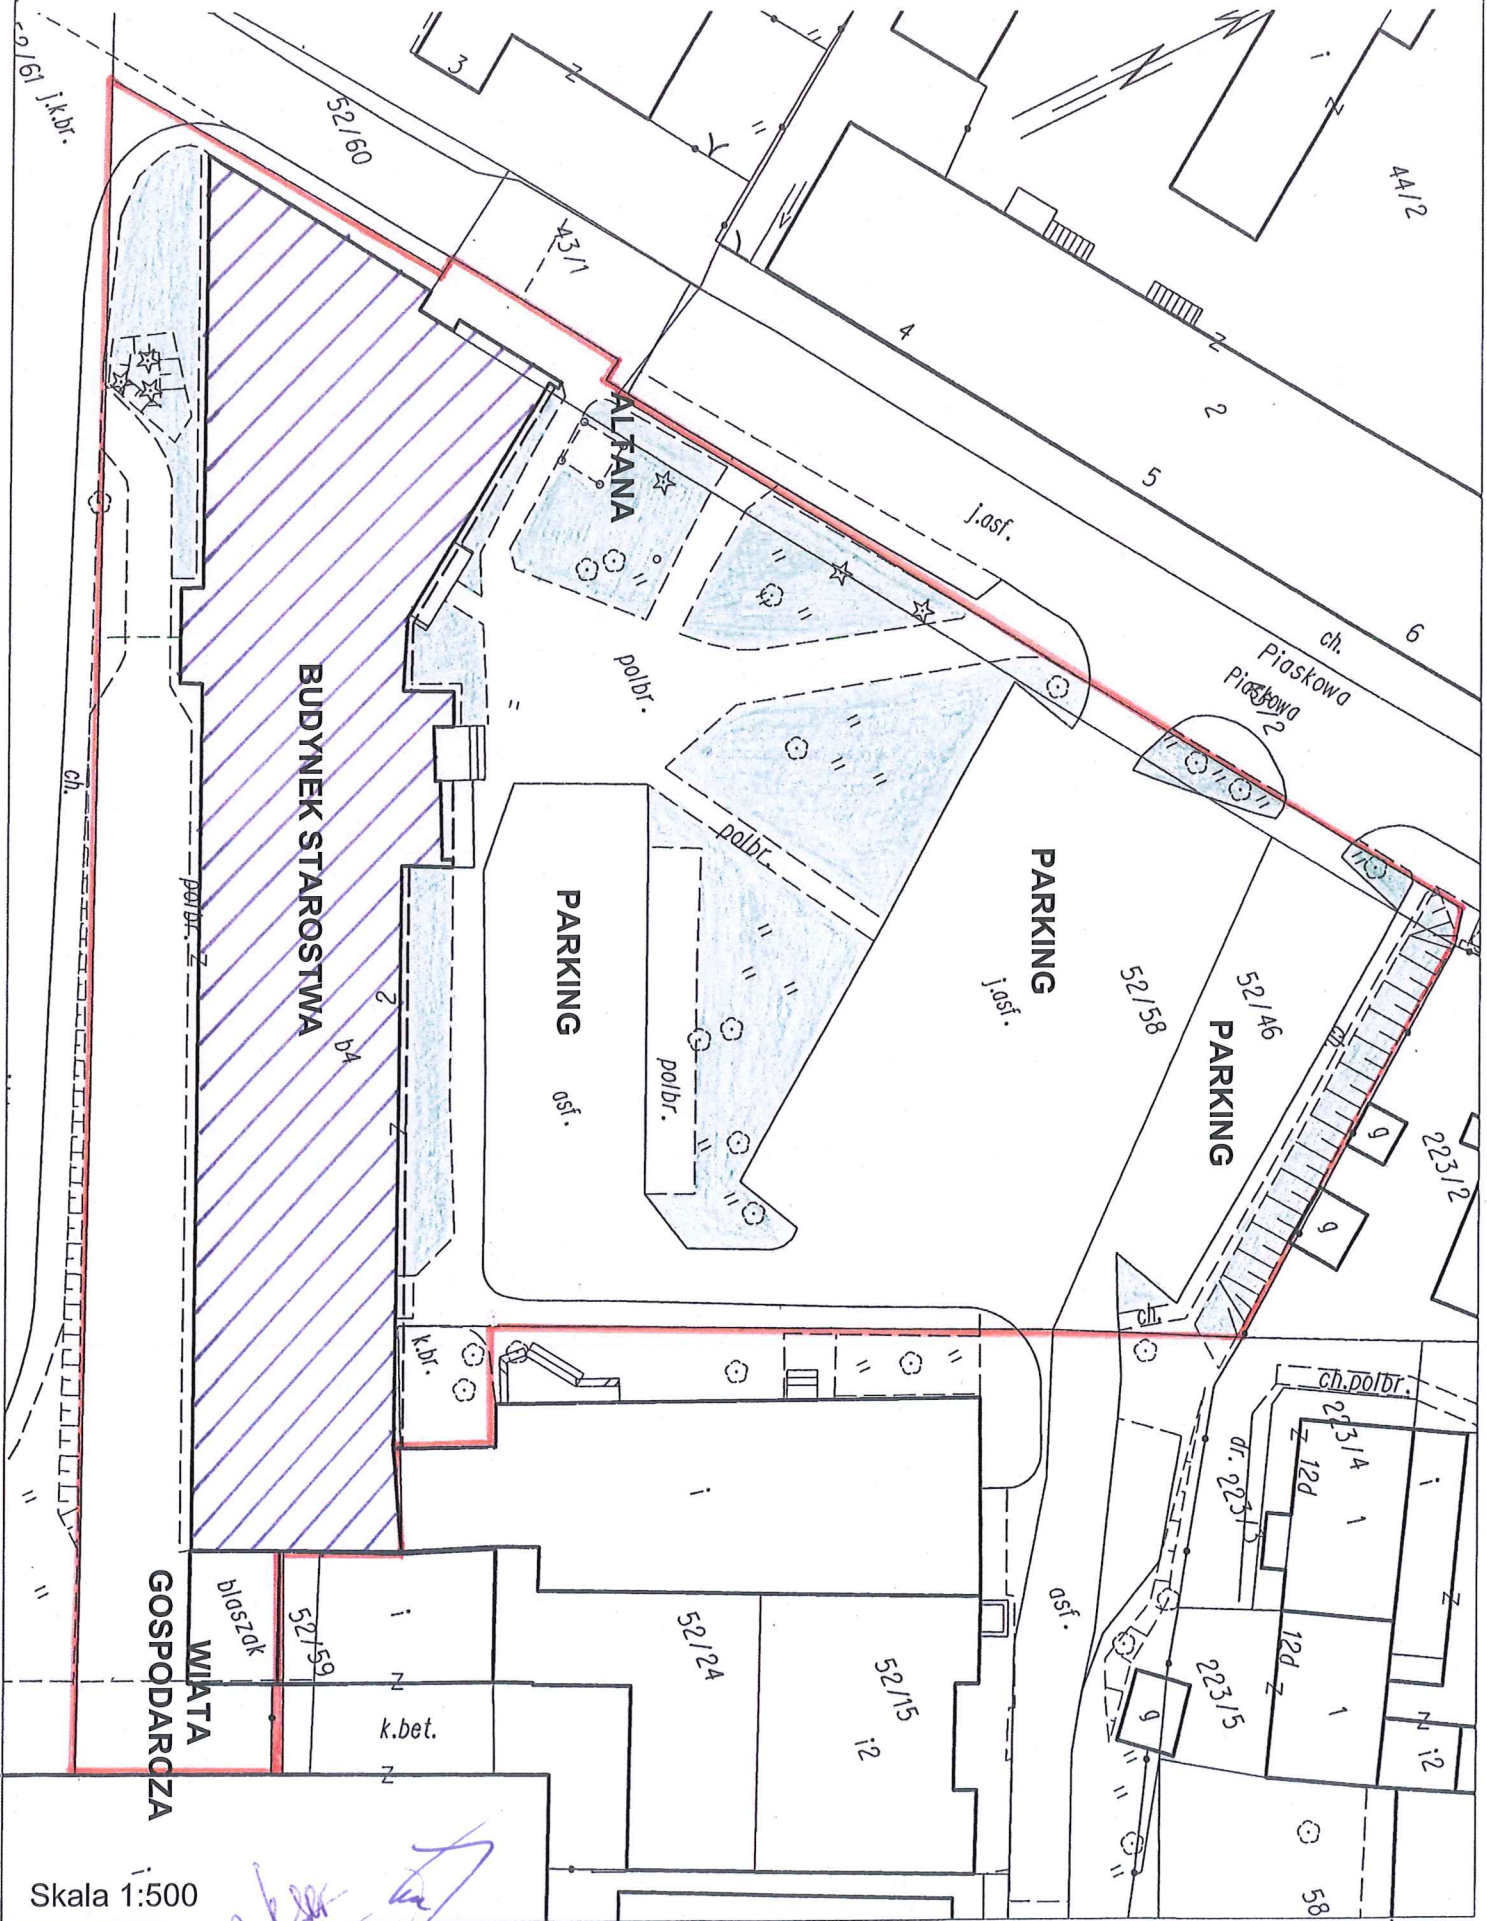 52/61
j.k.br.
52/60
3
z
43/1
44/2
i
z
z
4
5
6
2
j.asf.
ch.
Piaskowa
Piaskowa
ALTANA
polbr.
polbr.
polbr.
polbr.
z
ch.
BUDYNEK STAROSTWA
b4
2
z
PARKING
asf.
PARKING
j.asf.
52/58
52/46
PARKING
ch.
g
g
223/2
ch.
k.br.
ch.polbr.
223/4
z
12d
1
i
z
dr.
223/3
12d
z
1
223/5
g
z
i2
58
asf.
i
52/24
52/15
i2
i
52/59
z
k.bet.
z
blaszak
WIATA
GOSPODARCZA
i
Skala 1:500